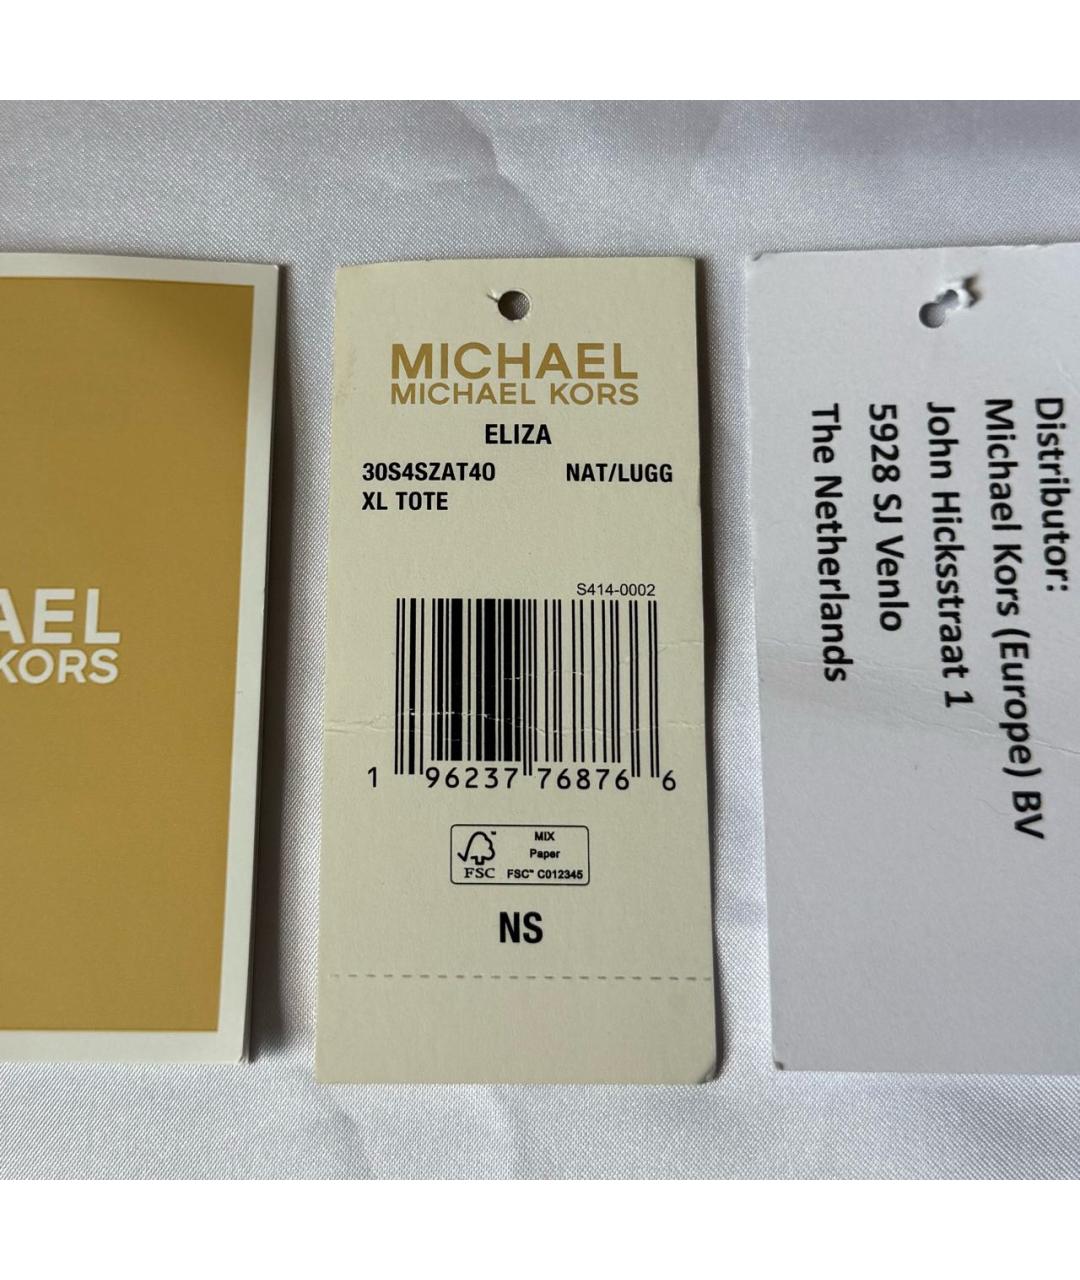 AEL
KORS
MICHAEL
MICHAEL KORS
ELIZA
30S4SZAT4O NAT/LUGG
XL TOTE
S414-0002
1 96237 76876 6
MIX
Paper
FSC™ C012345
FSC™
NS
Distributor:
Michael Kors (Europe) BV
John Hicksstraat 1
5928 SJ Venlo
The Netherlands